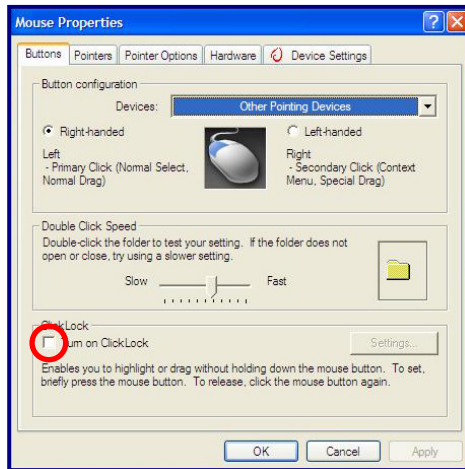 Mouse Properties
Buttons
Pointers
Pointer Options
Hardware
Device Settings
Button configuration
Devices: Other Pointing Devices
Right-handed
Left-handed
Left
- Primary Click (Normal Select,
Normal Drag)
Right
- Secondary Click (Context
Menu, Special Drag)
Double Click Speed
Double-click the folder to test your setting. If the folder does not
open or close, try using a slower setting.
Slow
Fast
ClickLock
Turn on ClickLock
Settings...
Enables you to highlight or drag without holding down the mouse button. To set,
briefly press the mouse button. To release, click the mouse button again.
OK
Cancel
Apply